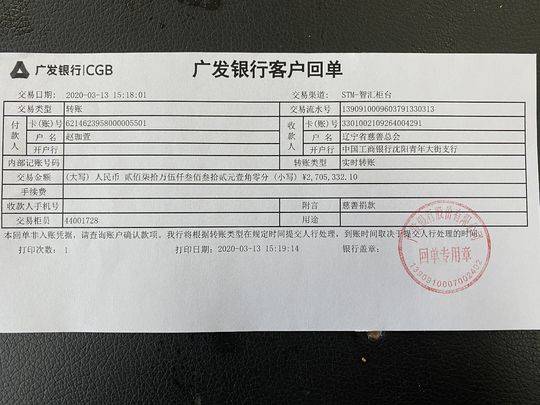 广发银行|CGB 广发银行客户回单
交易日期: 2020-03-13 15:18:01 交易渠道: STM-智汇柜台
交易类型 转账 交易流水号 1390910009603791330313
付款人 卡(账)号 6214623958000005501 收款人 卡(账)号 3301002109264004291
户 名 赵珈萱 户 名 辽宁省慈善总会
开户行 开户行 中国工商银行沈阳青年大街支行
内部记账号码 转账类型 实时转账
交易金额 (大写)人民币 贰佰柒拾万伍仟叁佰叁拾贰元壹角零分 (小写)¥2,705,332.10
手续费
收款人手机号 附言 慈善捐款
交易柜员 44001728 用途
本回单非入账凭据,请查询账户确认款项。我行将根据转账类型在规定时间提交人行处理,到账时间取决于提交人行处理的时间。
打印次数: 1 打印日期: 2020-03-13 15:19:14 银行盖章:
回单专用章
1390910007002402